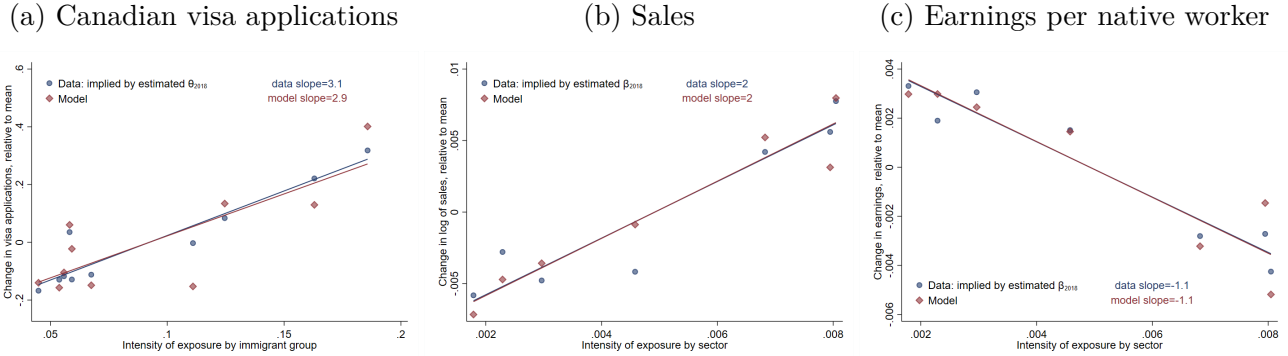 (a) Canadian visa applications
Change in visa applications, relative to mean
.6
.4
.2
0
-.2
Data: implied by estimated θ2018
Model
data slope=3.1
model slope=2.9
.05
.1
.15
.2
Intensity of exposure by immigrant group
(b) Sales
Change in log of sales, relative to mean
.01
.005
0
-.005
Data: implied by estimated β2018
Model
data slope=2
model slope=2
.002
.004
.006
.008
Intensity of exposure by sector
(c) Earnings per native worker
Change in earnings, relative to mean
.004
.002
0
-.002
-.004
-.006
Data: implied by estimated β2018
Model
data slope=-1.1
model slope=-1.1
.002
.004
.006
.008
Intensity of exposure by sector